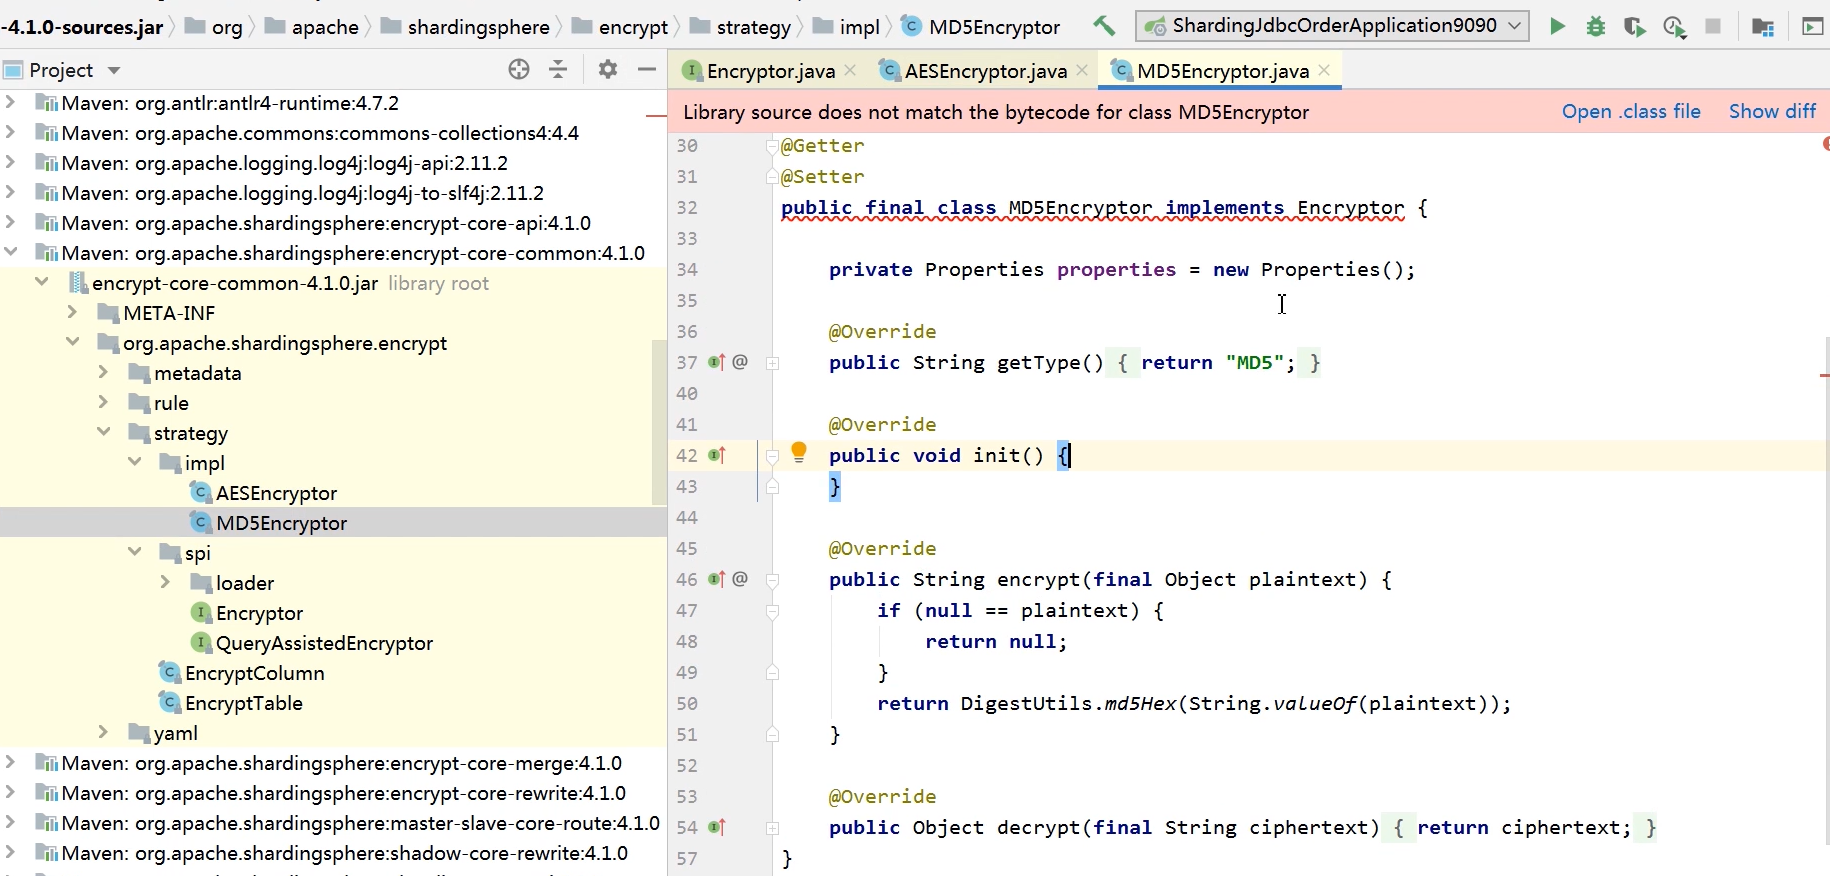 -4.1.0-sources.jar org apache shardingsphere encrypt strategy impl MD5Encryptor ShardingJdbcOrderApplication9090
Project
Encryptor.java AESEncryptor.java MD5Encryptor.java
Library source does not match the bytecode for class MD5Encryptor Open .class file Show diff
Maven: org.antlr:antlr4-runtime:4.7.2
Maven: org.apache.commons:commons-collections4:4.4
Maven: org.apache.logging.log4j:log4j-api:2.11.2
Maven: org.apache.logging.log4j:log4j-to-slf4j:2.11.2
Maven: org.apache.shardingsphere:encrypt-core-api:4.1.0
Maven: org.apache.shardingsphere:encrypt-core-common:4.1.0
encrypt-core-common-4.1.0.jar library root
META-INF
org.apache.shardingsphere.encrypt
metadata
rule
strategy
impl
AESEncryptor
MD5Encryptor
spi
loader
Encryptor
QueryAssistedEncryptor
EncryptColumn
EncryptTable
yaml
Maven: org.apache.shardingsphere:encrypt-core-merge:4.1.0
Maven: org.apache.shardingsphere:encrypt-core-rewrite:4.1.0
Maven: org.apache.shardingsphere:master-slave-core-route:4.1.0
Maven: org.apache.shardingsphere:shadow-core-rewrite:4.1.0
30 @Getter
31 @Setter
32 public final class MD5Encryptor implements Encryptor {
33
34 private Properties properties = new Properties();
35
36 @Override
37 @ public String getType() { return "MD5"; }
40
41 @Override
42 public void init() {
43 }
44
45 @Override
46 @ public String encrypt(final Object plaintext) {
47 if (null == plaintext) {
48 return null;
49 }
50 return DigestUtils.md5Hex(String.valueOf(plaintext));
51 }
52
53 @Override
54 public Object decrypt(final String ciphertext) { return ciphertext; }
57 }